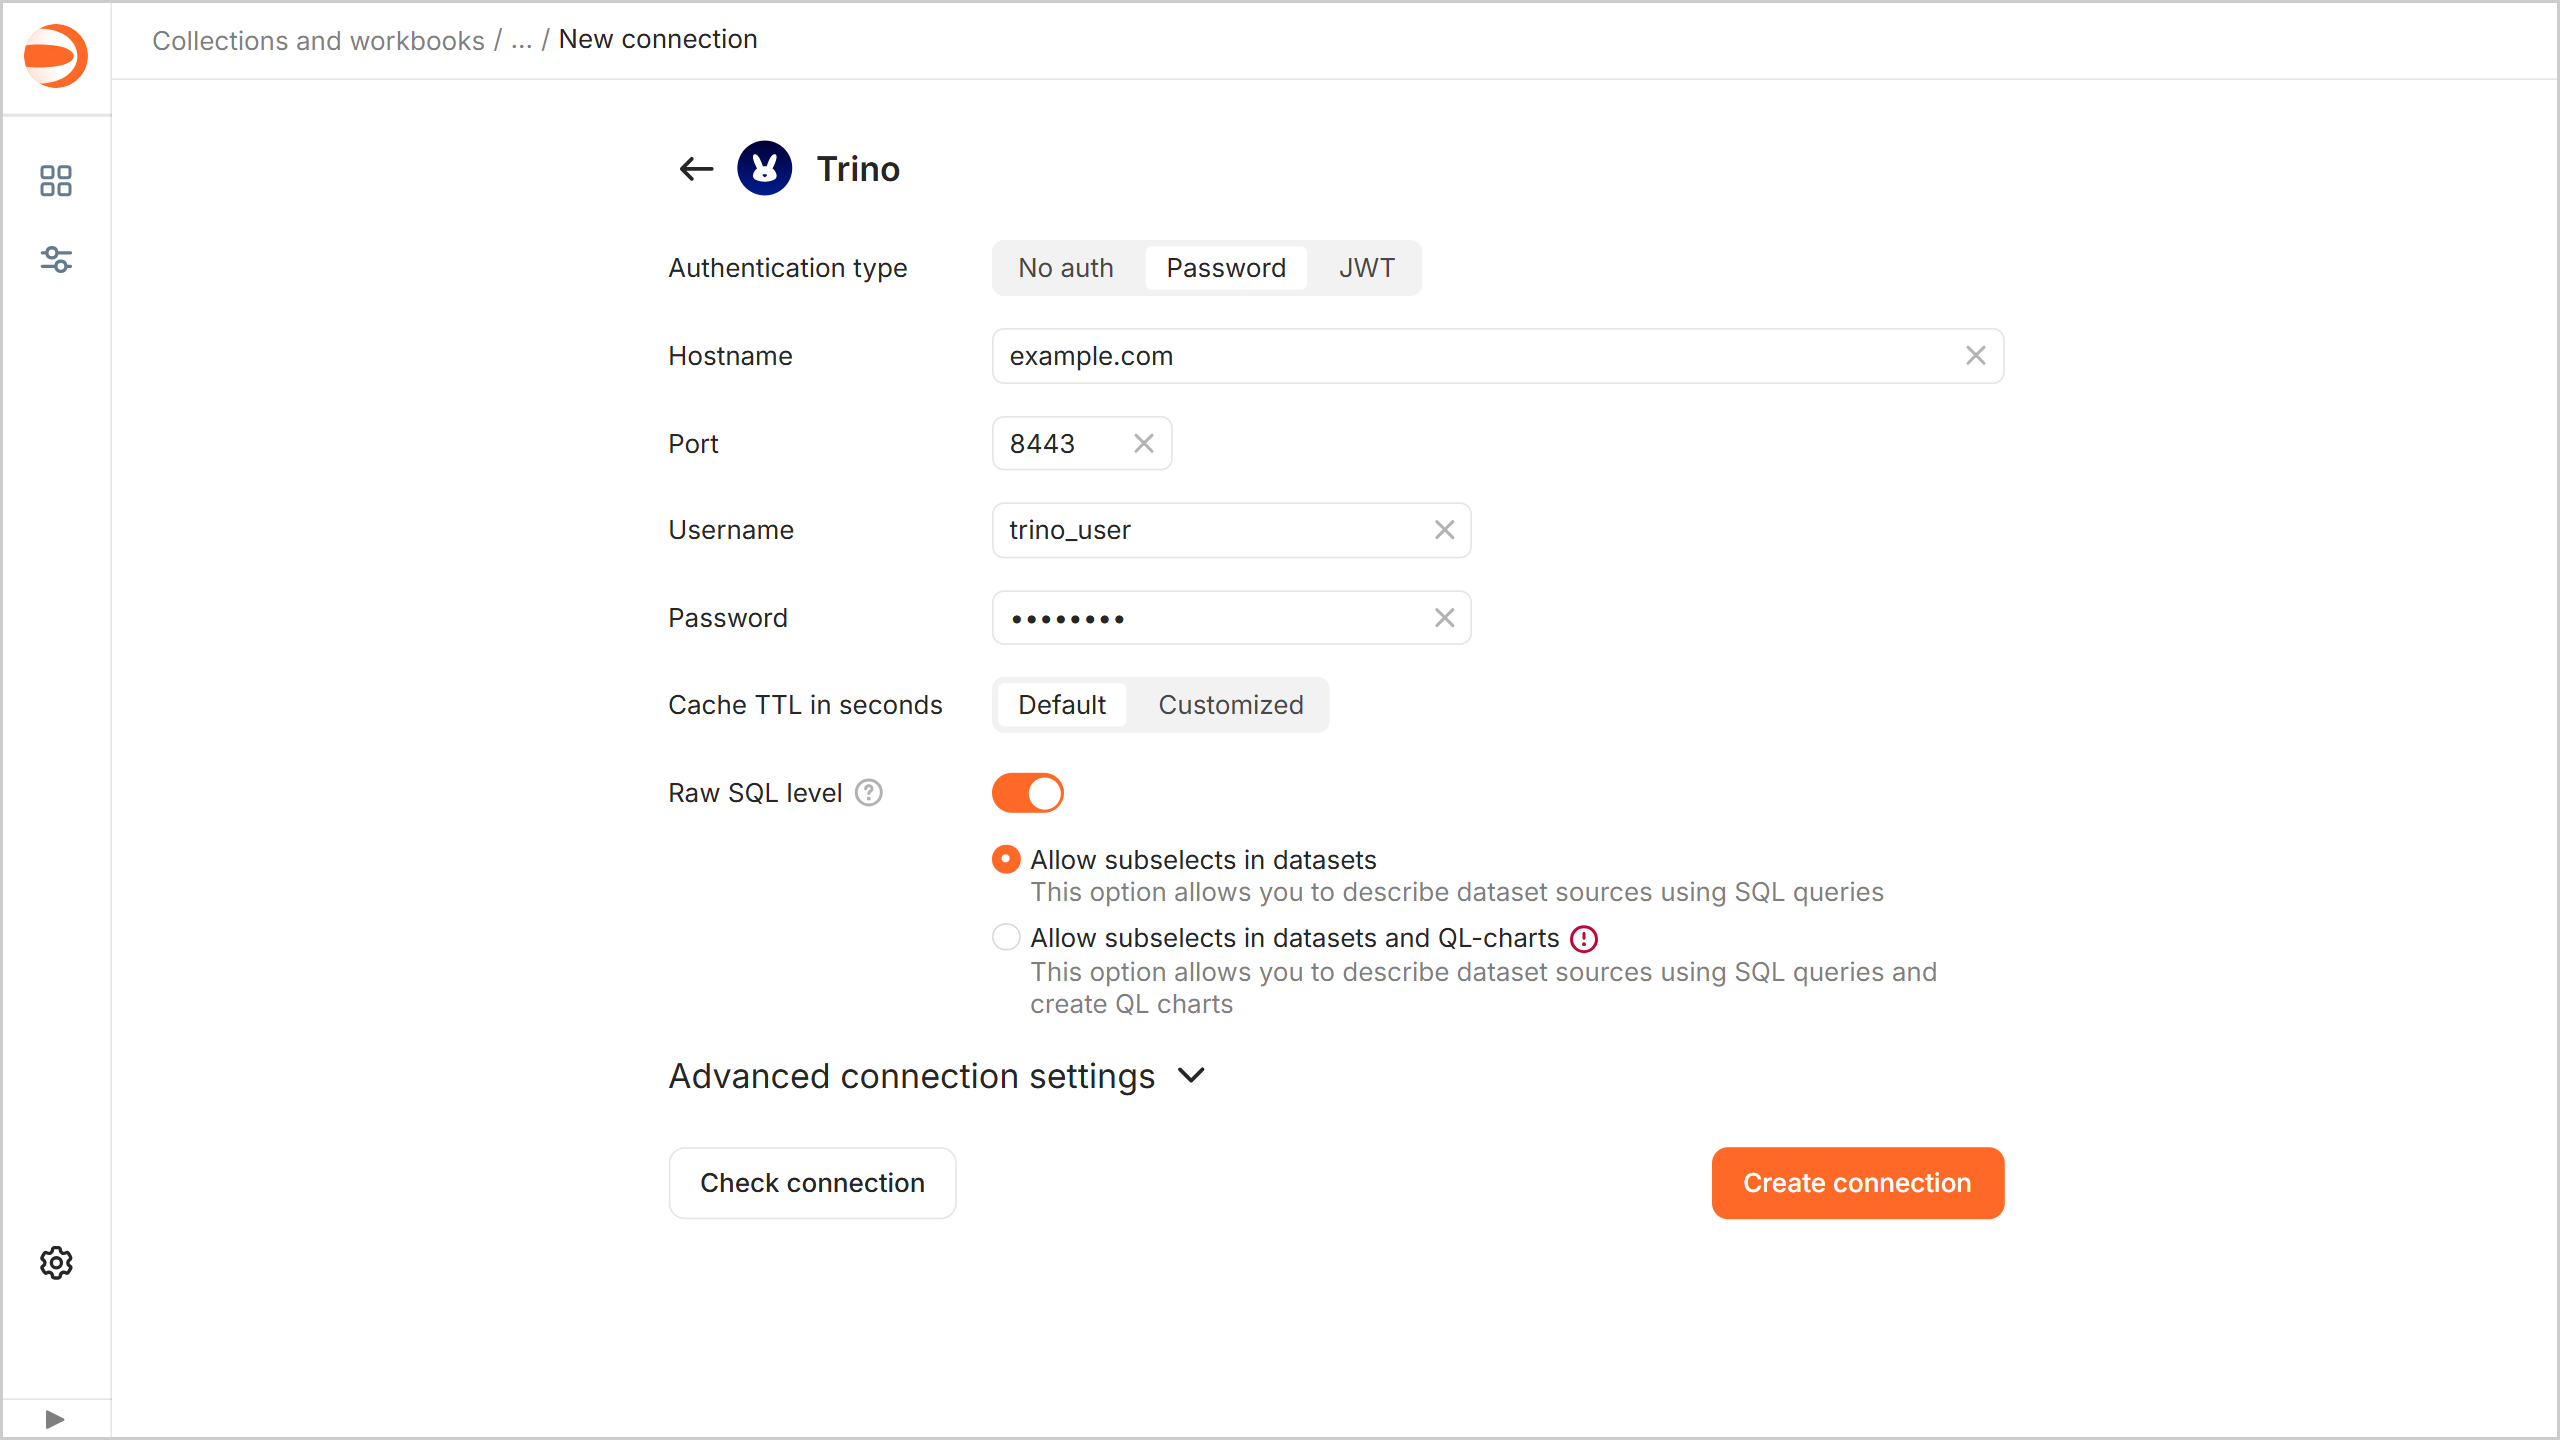 Collections and workbooks / ... / New connection
Trino
Authentication type No auth Password JWT
Hostname example.com
Port 8443
Username trino_user
Password ••••••••
Cache TTL in seconds Default Customized
Raw SQL level
Allow subselects in datasets
This option allows you to describe dataset sources using SQL queries
Allow subselects in datasets and QL-charts
This option allows you to describe dataset sources using SQL queries and
create QL charts
Advanced connection settings
Check connection Create connection